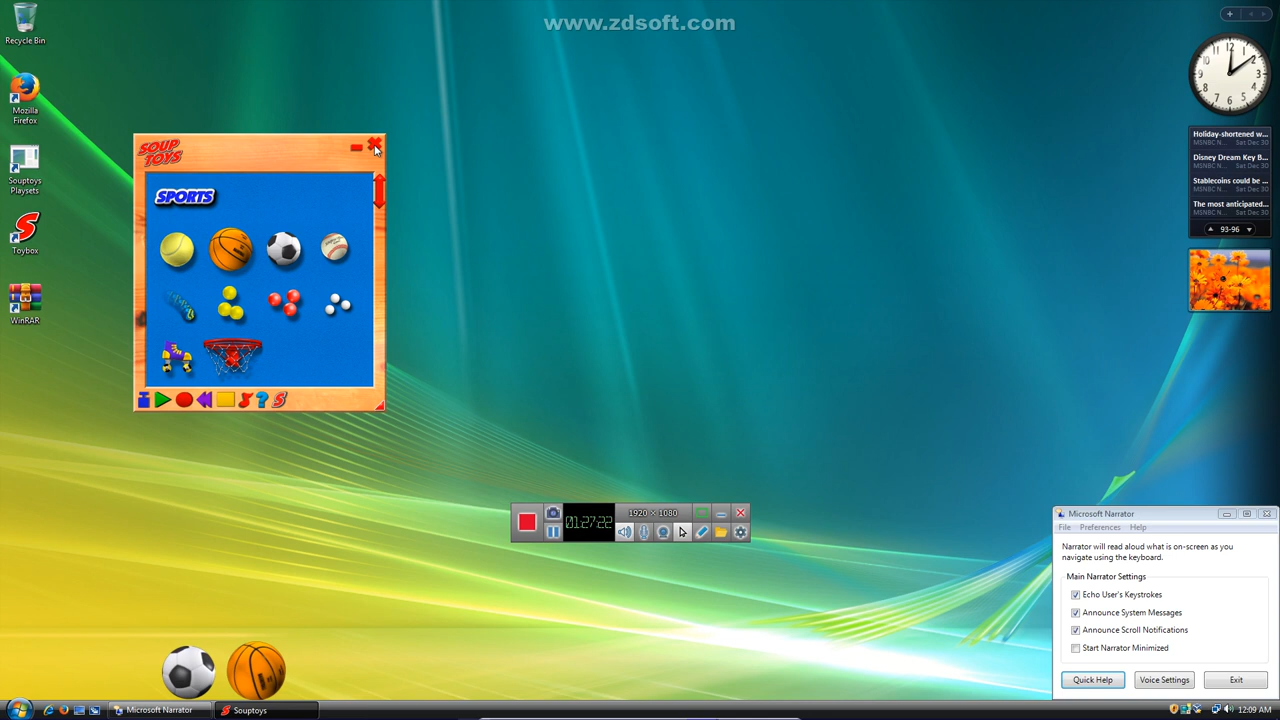 www.zdsoft.com
Recycle Bin
Mozilla
Firefox
Souptoys
Playsets
Toybox
WinRAR
SOUP
TOYS
SPORTS
Holiday-shortened w...
MSNBC N... Sat Dec 30
Disney Dream Key B...
MSNBC N... Sat Dec 30
Stablecoins could be ...
MSNBC N... Sat Dec 30
The most anticipated...
MSNBC N... Sat Dec 30
93-96
1920 × 1080
01:27:22
Microsoft Narrator
File Preferences Help
Narrator will read aloud what is on-screen as you
navigate using the keyboard.
Main Narrator Settings
Echo User's Keystrokes
Announce System Messages
Announce Scroll Notifications
Start Narrator Minimized
Quick Help Voice Settings Exit
Microsoft Narrator Souptoys 12:09 AM